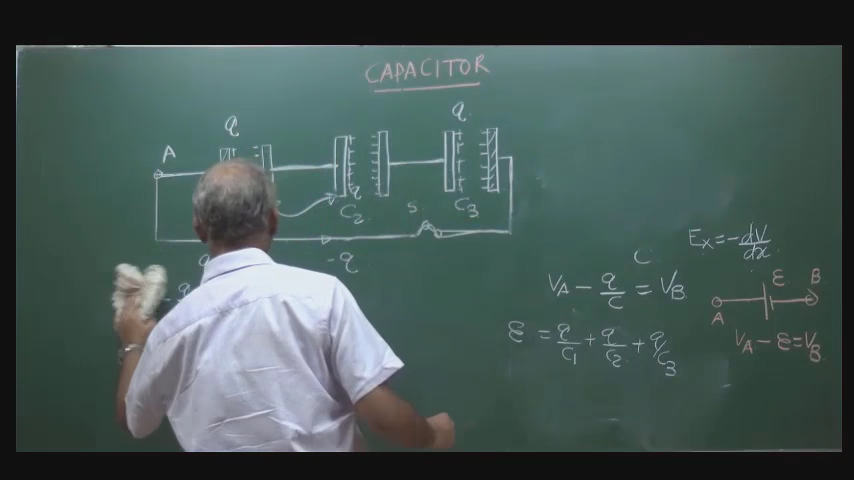 CAPACITOR
q q
A
q
C2 S C3
-q
C
Ex = -dV/dx
VA - q/C = VB
ε B
A
ε = q/C1 + q/C2 + q/C3
VA - ε = VB